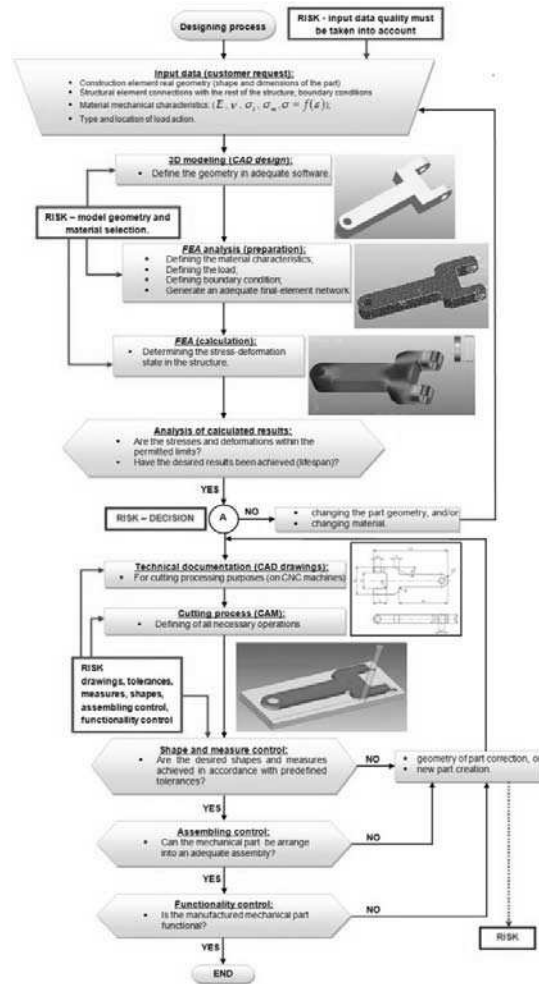 Designing process
RISK - input data quality must
be taken into account
Input data (customer request):
• Construction element real geometry (shape and dimensions of the part)
• Structural element connections with the rest of the structure, boundary conditions
• Material mechanical characteristics: (E, ν, σ
• Type and location of load action.
3D modeling (CAD design):
• Define the geometry in adequate software.
RISK – model geometry and
material selection.
FEA analysis (preparation):
• Defining the material characteristics;
• Defining the load;
• Defining boundary condition;
• Generate an adequate final-element network.
FEA (calculation):
• Determining the stress-deformation
state in the structure.
Analysis of calculated results:
• Are the stresses and deformations within the
permitted limits?
• Have the desired results been achieved (lifespan)?
YES
RISK – DECISION
A
NO
• changing the part geometry, and/or
• changing material.
Technical documentation (CAD drawings):
• For cutting processing purposes (on CNC machines)
Cutting process (CAM):
• Defining of all necessary operations
RISK
drawings, tolerances,
measures, shapes,
assembling control,
functionality control
Shape and measure control:
• Are the desired shapes and measures
achieved in accordance with predefined
tolerances?
NO
• geometry of part correction, or
• new part creation.
YES
Assembling control:
• Can the mechanical part be arrange
into an adequate assembly?
NO
YES
Functionality control:
• Is the manufactured mechanical part
functional?
NO
RISK
YES
END